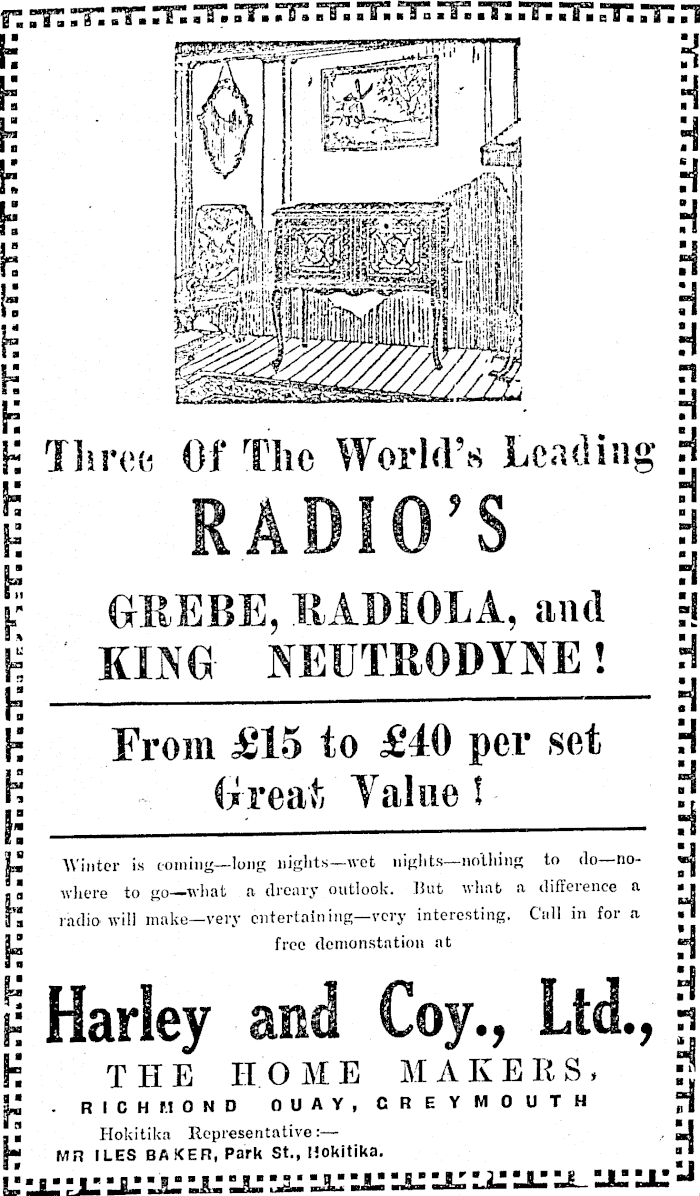 Three Of The World's Leading
RADIO'S
GREBE, RADIOLA, and
KING NEUTRODYNE!
From £15 to £40 per set
Great Value!
Winter is coming—long nights—wet nights—nothing to do—no-
where to go—what a dreary outlook. But what a difference a
radio will make—very entertaining—very interesting. Call in for a
free demonstation at
Harley and Coy., Ltd.,
THE HOME MAKERS,
RICHMOND QUAY, GREYMOUTH
Hokitika Representative:—
MR ILES BAKER, Park St., Hokitika.